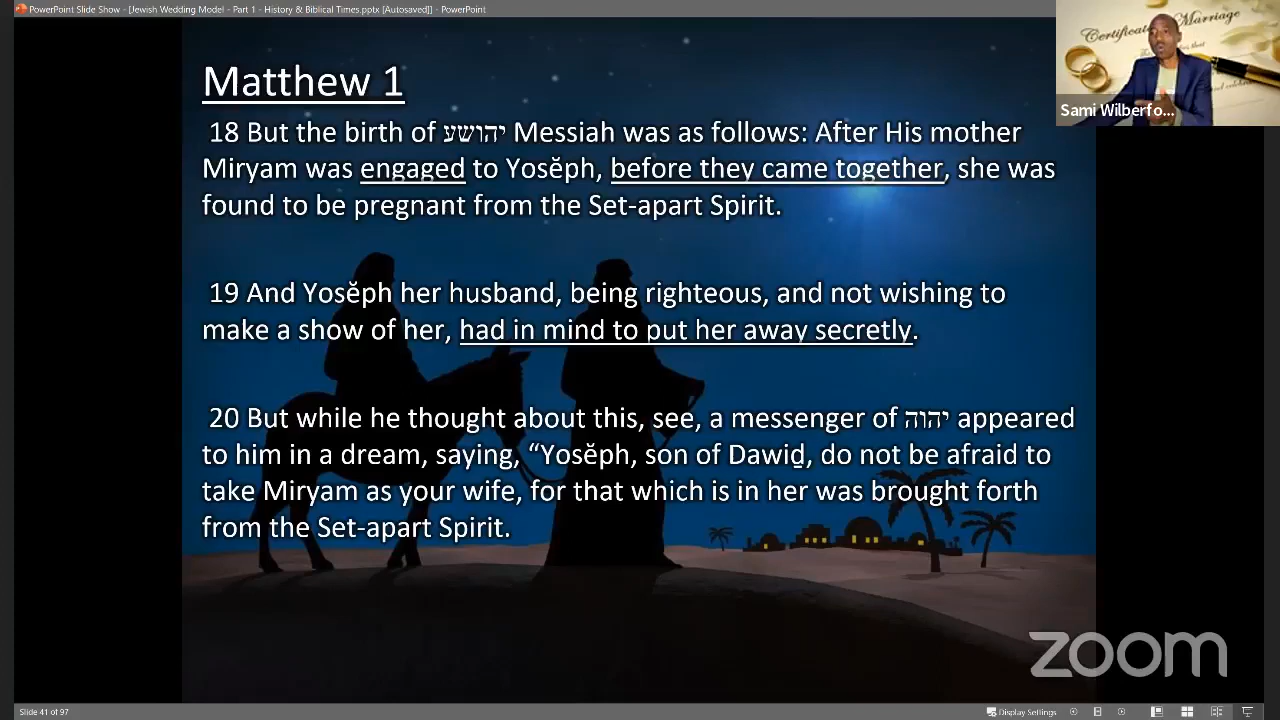 PowerPoint Slide Show - [Jewish Wedding Model - Part 1 - History & Biblical Times.pptx [Autosaved]] - PowerPoint
Certificate Marriage
Sami Wilberfo...
Matthew 1
18 But the birth of יהושע Messiah was as follows: After His mother
Miryam was engaged to Yosĕph, before they came together, she was
found to be pregnant from the Set-apart Spirit.
19 And Yosĕph her husband, being righteous, and not wishing to
make a show of her, had in mind to put her away secretly.
20 But while he thought about this, see, a messenger of יהוה appeared
to him in a dream, saying, “Yosĕph, son of Dawiḏ, do not be afraid to
take Miryam as your wife, for that which is in her was brought forth
from the Set-apart Spirit.
zoom
Slide 41 of 97
Display Settings